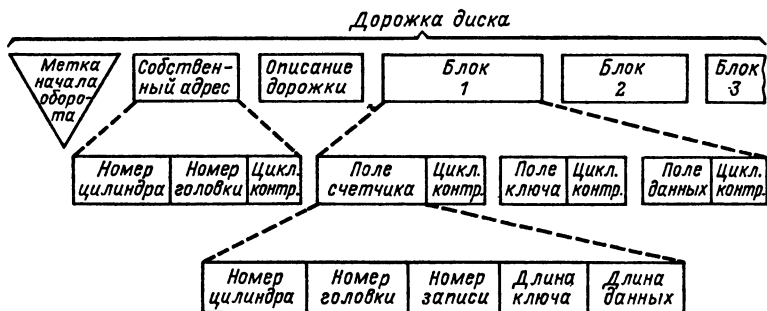 Дорожка диска
Метка
начала
оборо-
та
Собствен-
ный адрес
Описание
дорожки
Блок
1
Блок
2
Блок
3
Номер
цилиндра
Номер
головки
Цикл.
контр.
Поле
счетчика
Цикл.
контр.
Поле
ключа
Цикл.
контр.
Поле
данных
Цикл.
контр.
Номер
цилиндра
Номер
головки
Номер
записи
Длина
ключа
Длина
данных